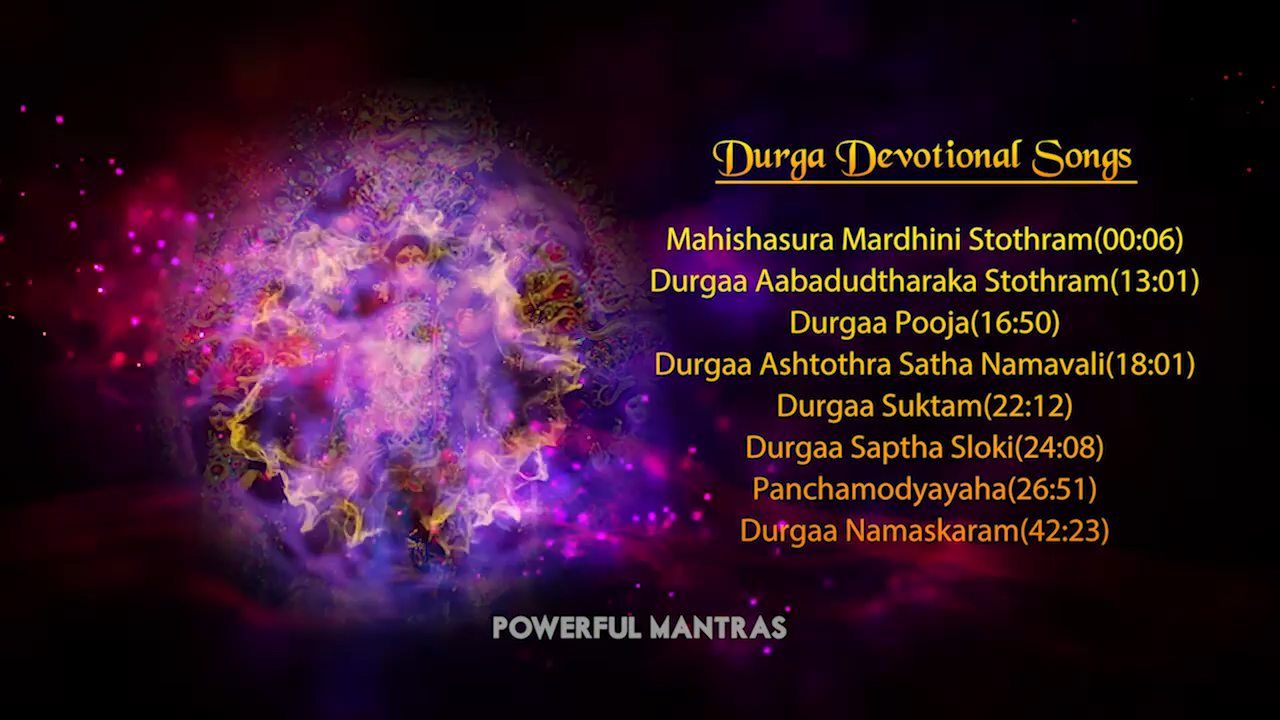 Durga Devotional Songs
Mahishasura Mardhini Stothram(00:06)
Durgaa Aabadudtharaka Stothram(13:01)
Durgaa Pooja(16:50)
Durgaa Ashtothra Satha Namavali(18:01)
Durgaa Suktam(22:12)
Durgaa Saptha Sloki(24:08)
Panchamodyayaha(26:51)
Durgaa Namaskaram(42:23)
POWERFUL MANTRAS